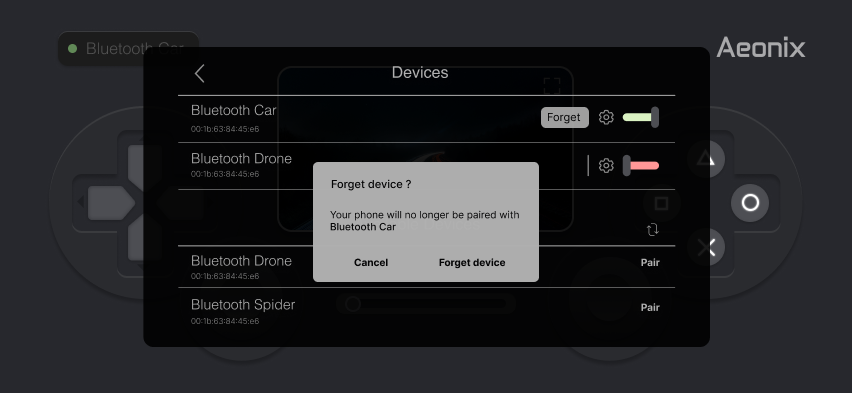 Bluetooth Car
Aeonix
Devices
Bluetooth Car
00:1b:63:84:45:e6
Forget
Bluetooth Drone
00:1b:63:84:45:e6
Forget device ?
Your phone will no longer be paired with
Bluetooth Car
Cancel
Forget device
Bluetooth Drone
00:1b:63:84:45:e6
Pair
Bluetooth Spider
00:1b:63:84:45:e6
Pair